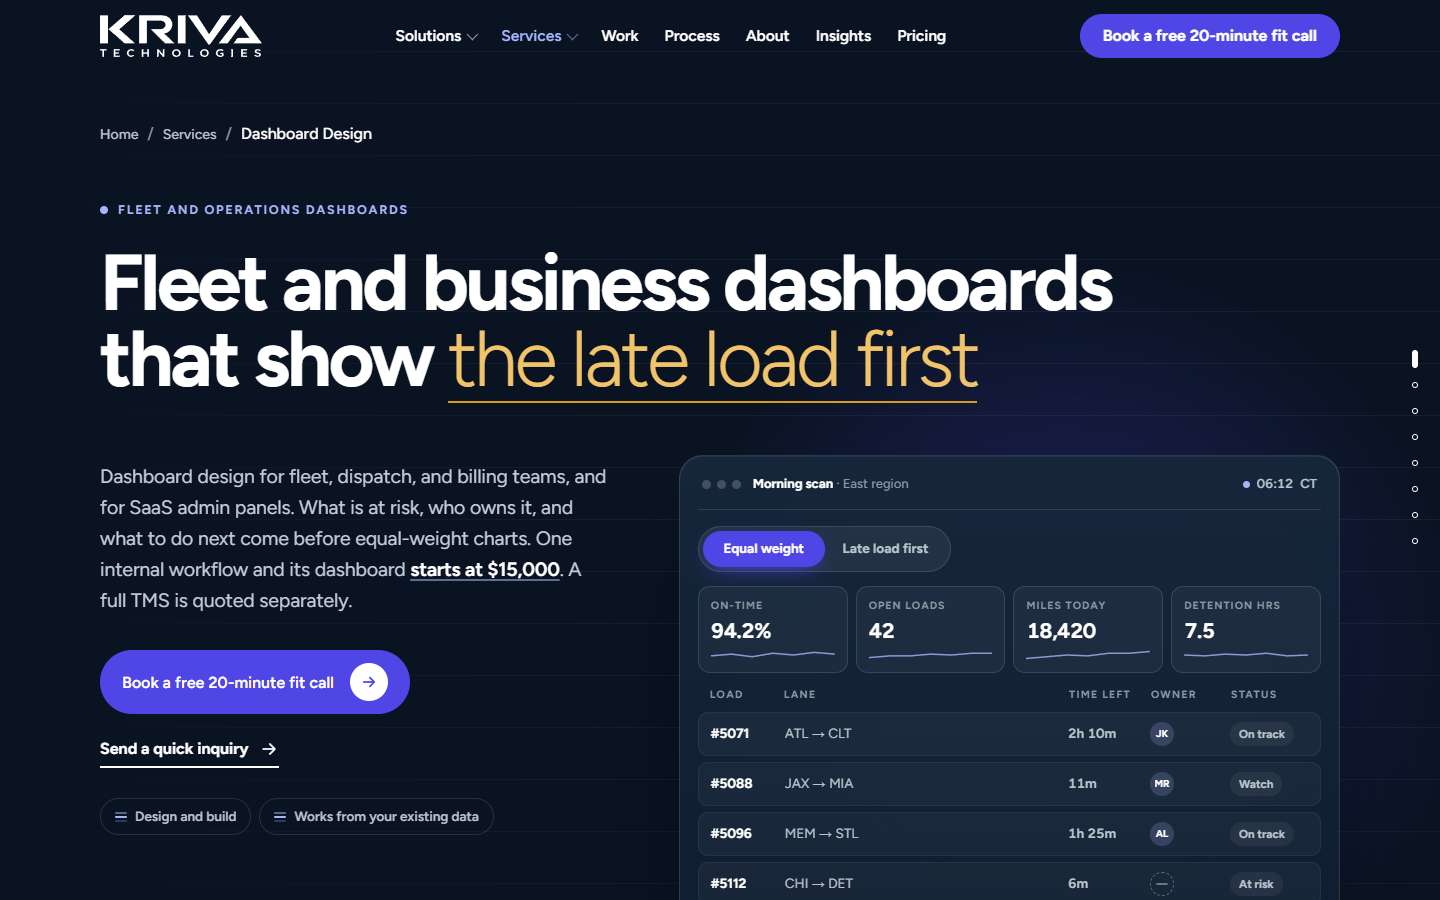 KRIVA
TECHNOLOGIES
Solutions
Services
Work
Process
About
Insights
Pricing
Book a free 20-minute fit call
Home / Services / Dashboard Design
FLEET AND OPERATIONS DASHBOARDS
Fleet and business dashboards
that show the late load first
Dashboard design for fleet, dispatch, and billing teams, and
for SaaS admin panels. What is at risk, who owns it, and
what to do next come before equal-weight charts. One
internal workflow and its dashboard starts at $15,000. A
full TMS is quoted separately.
Book a free 20-minute fit call →
Send a quick inquiry →
Design and build
Works from your existing data
Morning scan · East region
06:12 CT
Equal weight
Late load first
ON-TIME
94.2%
OPEN LOADS
42
MILES TODAY
18,420
DETENTION HRS
7.5
LOAD LANE TIME LEFT OWNER STATUS
#5071 ATL → CLT 2h 10m JK On track
#5088 JAX → MIA 11m MR Watch
#5096 MEM → STL 1h 25m AL On track
#5112 CHI → DET 6m — At risk